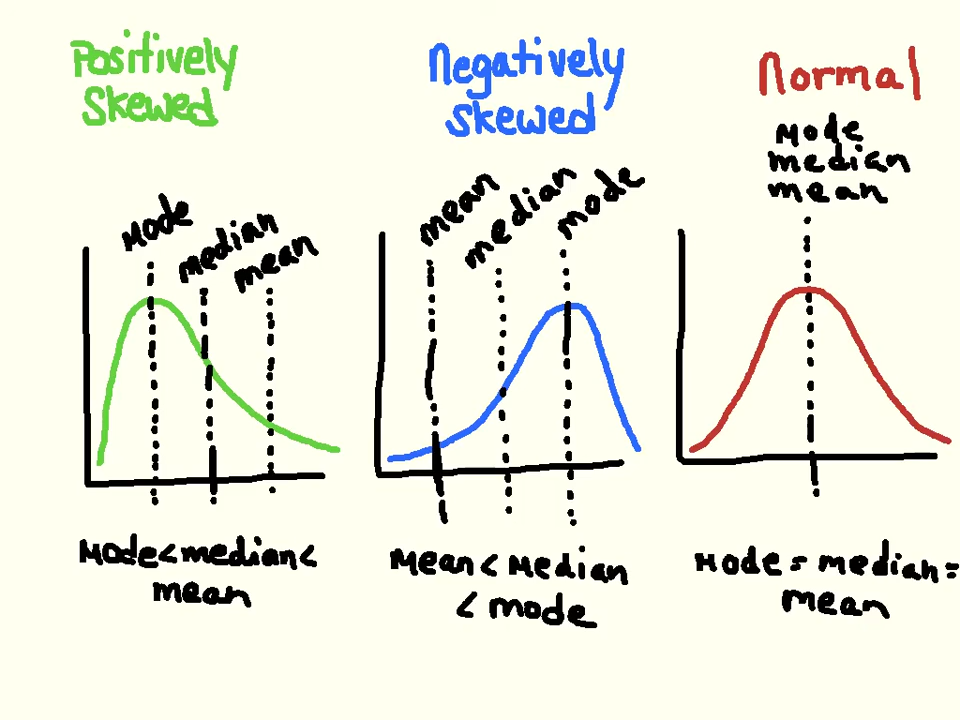 Positively
Skewed
Mode
median
mean
Mode<median<
mean
Negatively
Skewed
mean
median
mode
Mean < Median
< mode
Normal
Mode
median
mean
Mode = median =
mean